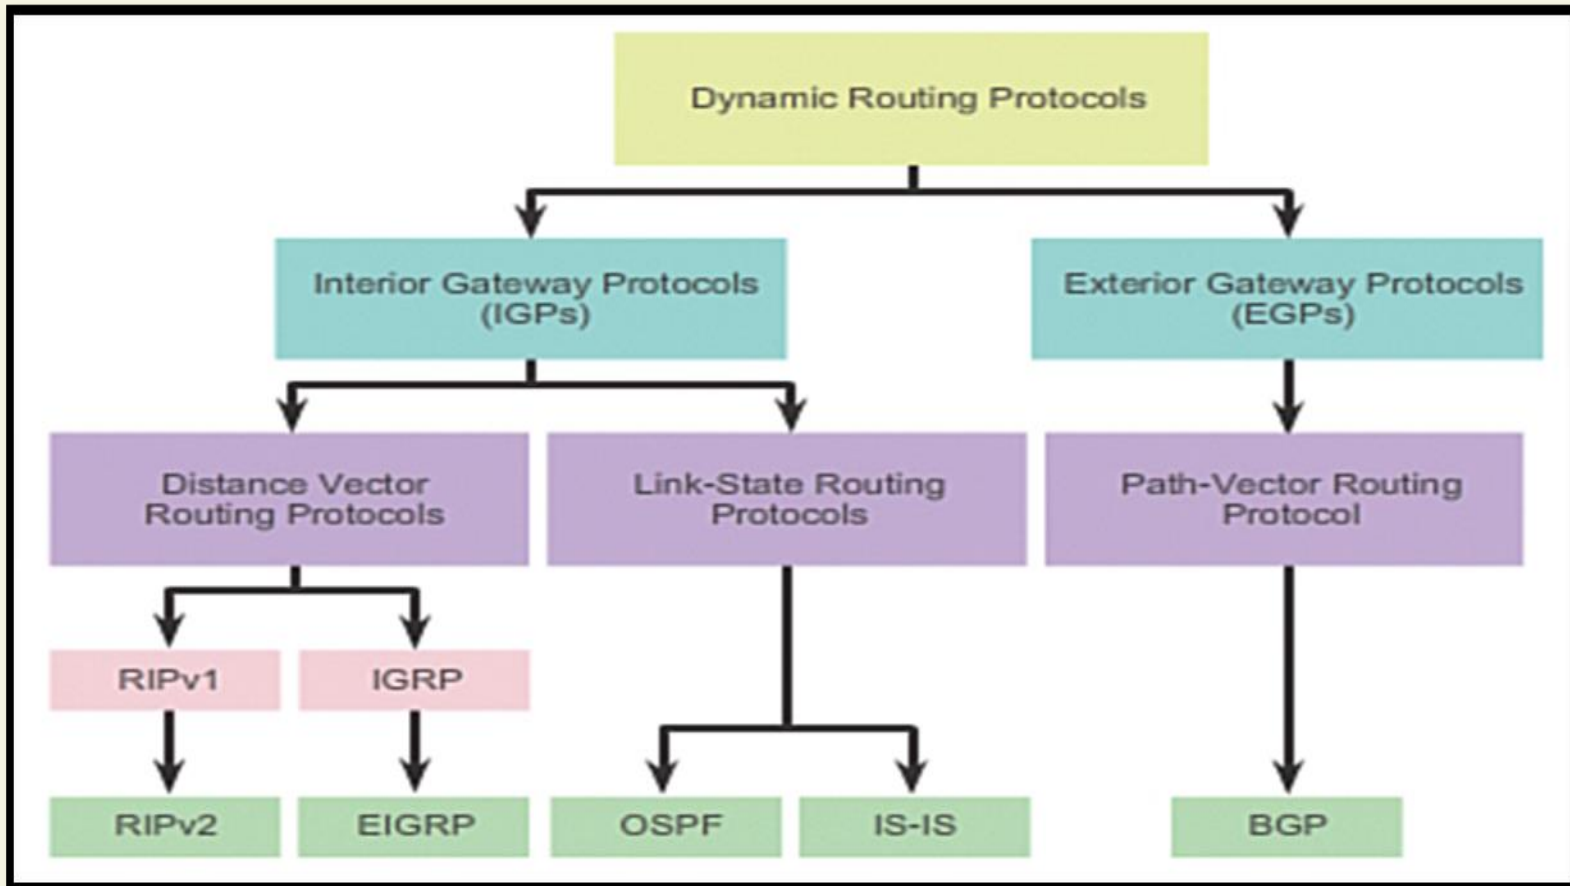 Dynamic Routing Protocols
Interior Gateway Protocols
(IGPs)
Exterior Gateway Protocols
(EGPs)
Distance Vector
Routing Protocols
Link-State Routing
Protocols
Path-Vector Routing
Protocol
RIPv1
IGRP
RIPv2
EIGRP
OSPF
IS-IS
BGP